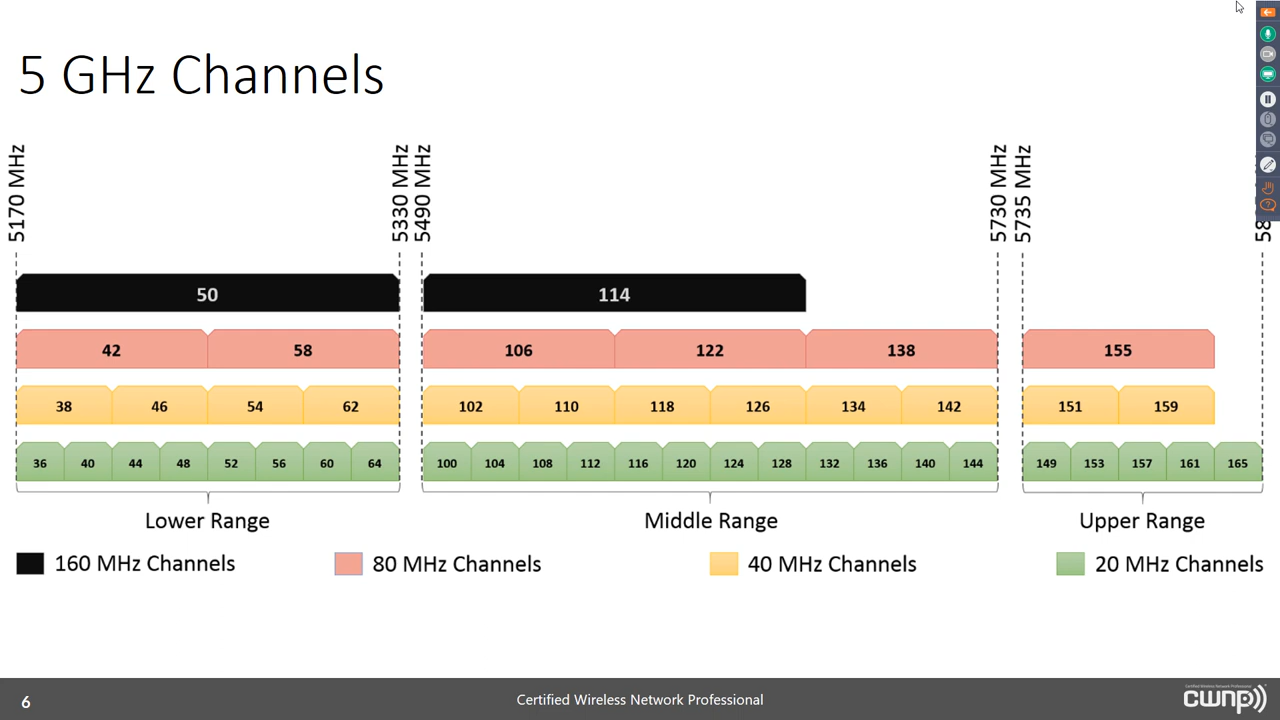 5 GHz Channels
5170 MHz
5330 MHz
5490 MHz
5730 MHz
5735 MHz
50 114
42 58 106 122 138 155
38 46 54 62 102 110 118 126 134 142 151 159
36 40 44 48 52 56 60 64 100 104 108 112 116 120 124 128 132 136 140 144 149 153 157 161 165
Lower Range Middle Range Upper Range
160 MHz Channels 80 MHz Channels 40 MHz Channels 20 MHz Channels
6 Certified Wireless Network Professional cwnp